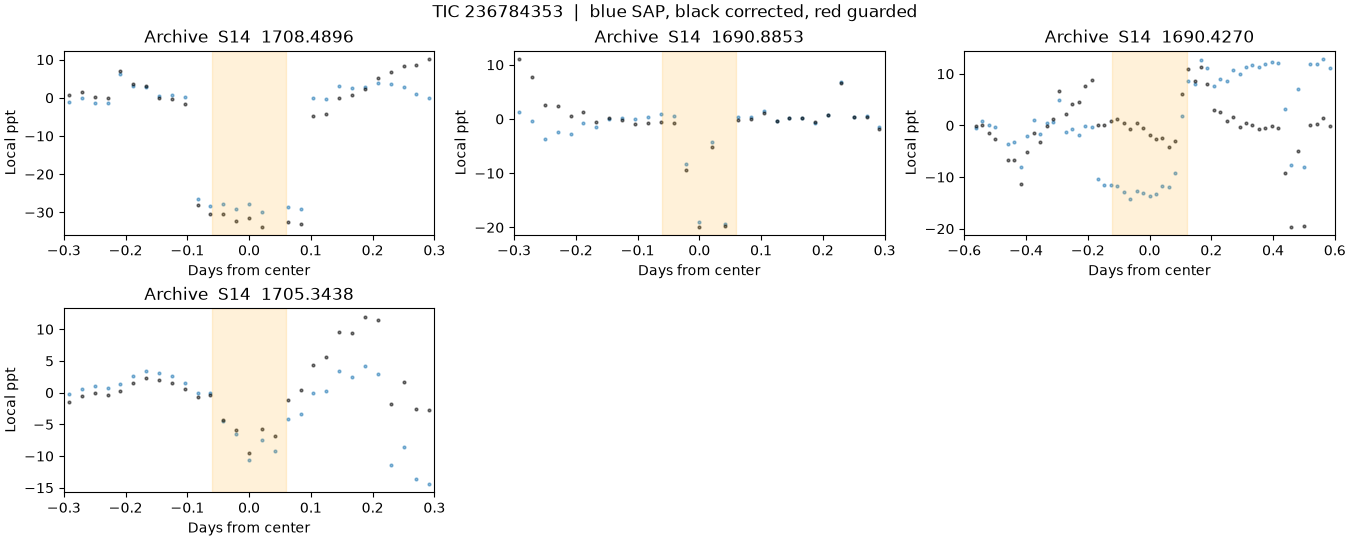 TIC 236784353 | blue SAP, black corrected, red guarded
Archive S14 1708.4896
10
0
−10
−20
−30
Local ppt
−0.3 −0.2 −0.1 0.0 0.1 0.2 0.3
Days from center
Archive S14 1690.8853
10
0
−10
−20
Local ppt
−0.3 −0.2 −0.1 0.0 0.1 0.2 0.3
Days from center
Archive S14 1690.4270
10
0
−10
−20
Local ppt
−0.6 −0.4 −0.2 0.0 0.2 0.4 0.6
Days from center
Archive S14 1705.3438
10
5
0
−5
−10
−15
Local ppt
−0.3 −0.2 −0.1 0.0 0.1 0.2 0.3
Days from center